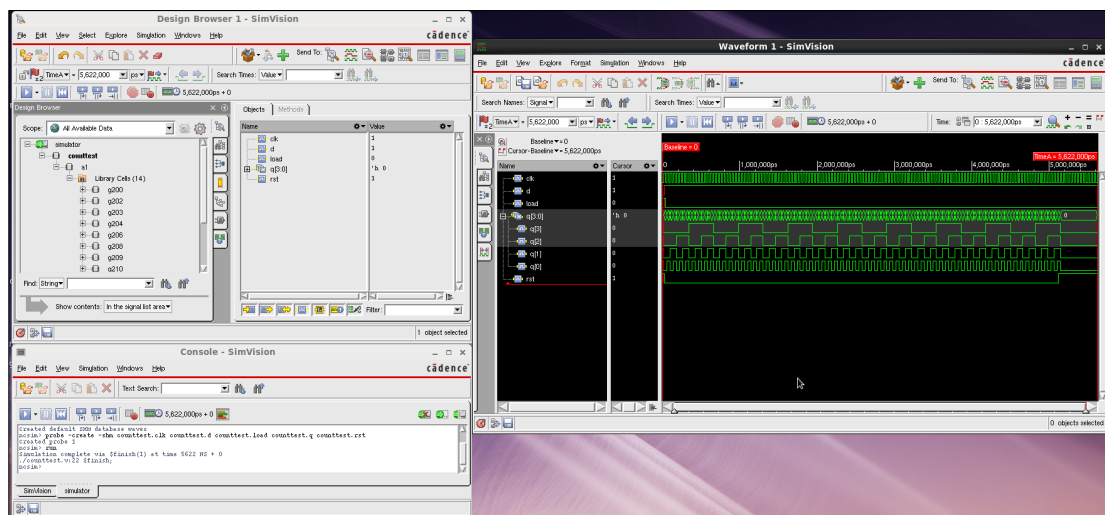 Design Browser 1 - SimVision
File Edit View Select Explore Simulation Windows Help
cādence
Send To:
TimeA = 5,622,000 ps
Search Times: Value
5,622,000ps + 0
Design Browser
Scope: All Available Data
simulator
counttest
s1
Library Cells (14)
g200
g202
g203
g204
g206
g208
g209
g210
Find: String
Show contents: In the signal list area
Objects Methods
Name Value
clk 1
d 1
load 0
q[3:0] 'h 0
rst 1
Filter:
1 object selected
Console - SimVision
File Edit View Simulation Windows Help
cādence
Text Search:
5,622,000ps + 0
Created default SHM database waves
ncsim> probe -create -shm counttest.clk counttest.d counttest.load counttest.q counttest.rst
Created probe 1
ncsim> run
Simulation complete via $finish(1) at time 5622 NS + 0
./counttest.v:22 $finish;
ncsim>
SimVision simulator
Waveform 1 - SimVision
File Edit View Explore Format Simulation Windows Help
cādence
Send To:
Search Names: Signal
Search Times: Value
TimeA = 5,622,000 ps
5,622,000ps + 0
Time: 0 : 5,622,000ps
Baseline = 0
Cursor-Baseline = 5,622,000ps
Name Cursor
clk 1
d 1
load 0
q[3:0] 'h 0
q[3] 0
q[2] 0
q[1] 0
q[0] 0
rst 1
Baseline = 0
TimeA = 5,622,000ps
0 1,000,000ps 2,000,000ps 3,000,000ps 4,000,000ps 5,000,000ps
0
0 objects selected